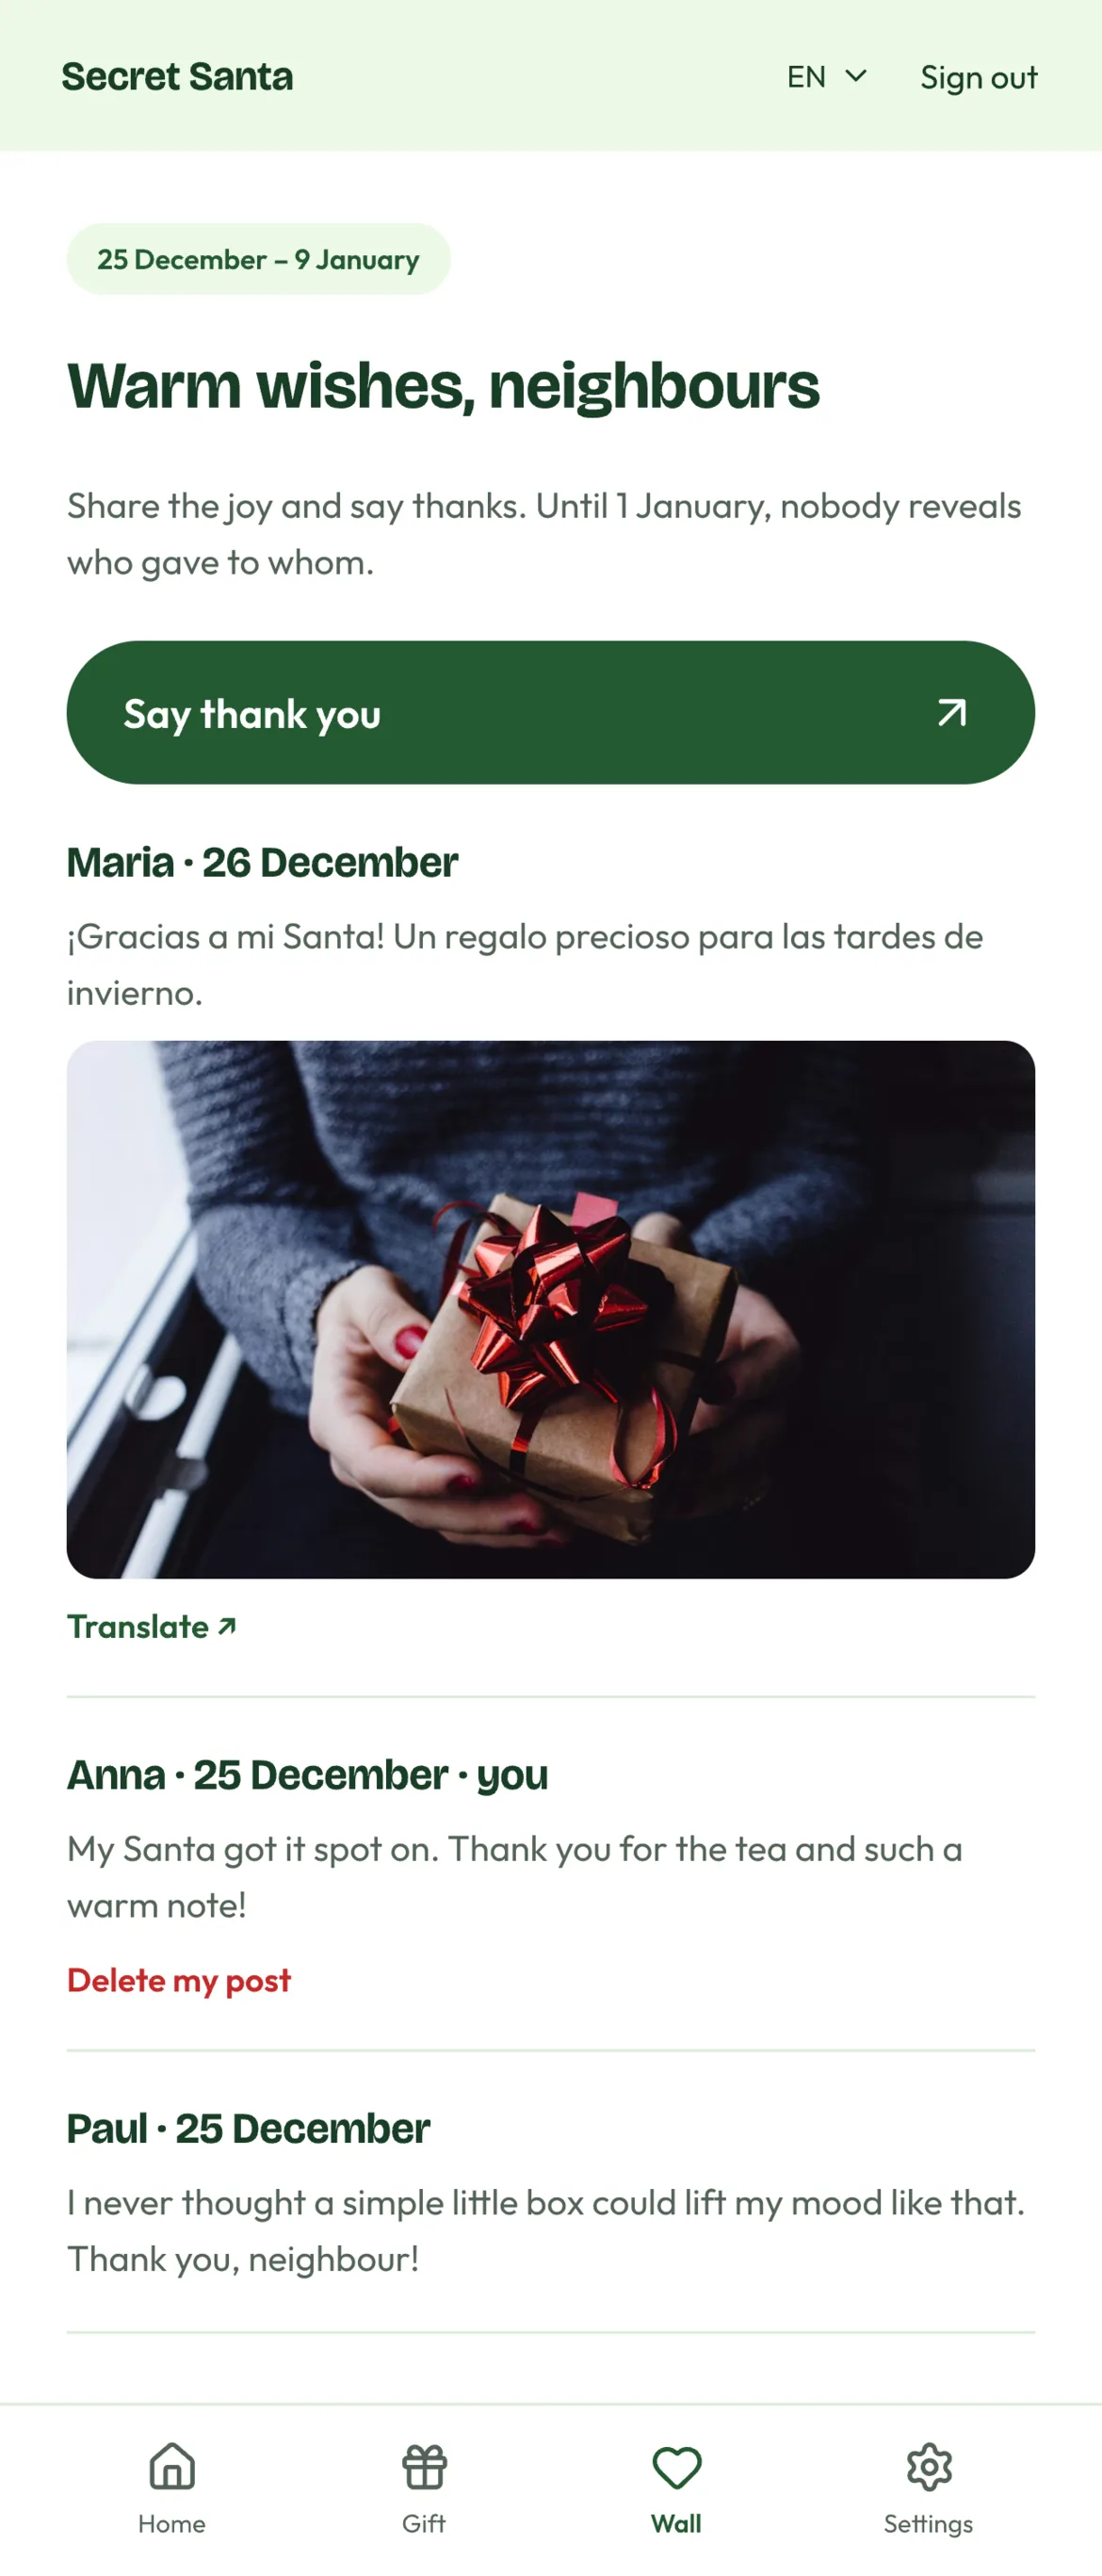 Secret Santa
EN
Sign out
25 December – 9 January
Warm wishes, neighbours
Share the joy and say thanks. Until 1 January, nobody reveals
who gave to whom.
Say thank you
Maria · 26 December
¡Gracias a mi Santa! Un regalo precioso para las tardes de
invierno.
Translate ↗
Anna · 25 December · you
My Santa got it spot on. Thank you for the tea and such a
warm note!
Delete my post
Paul · 25 December
I never thought a simple little box could lift my mood like that.
Thank you, neighbour!
Home
Gift
Wall
Settings